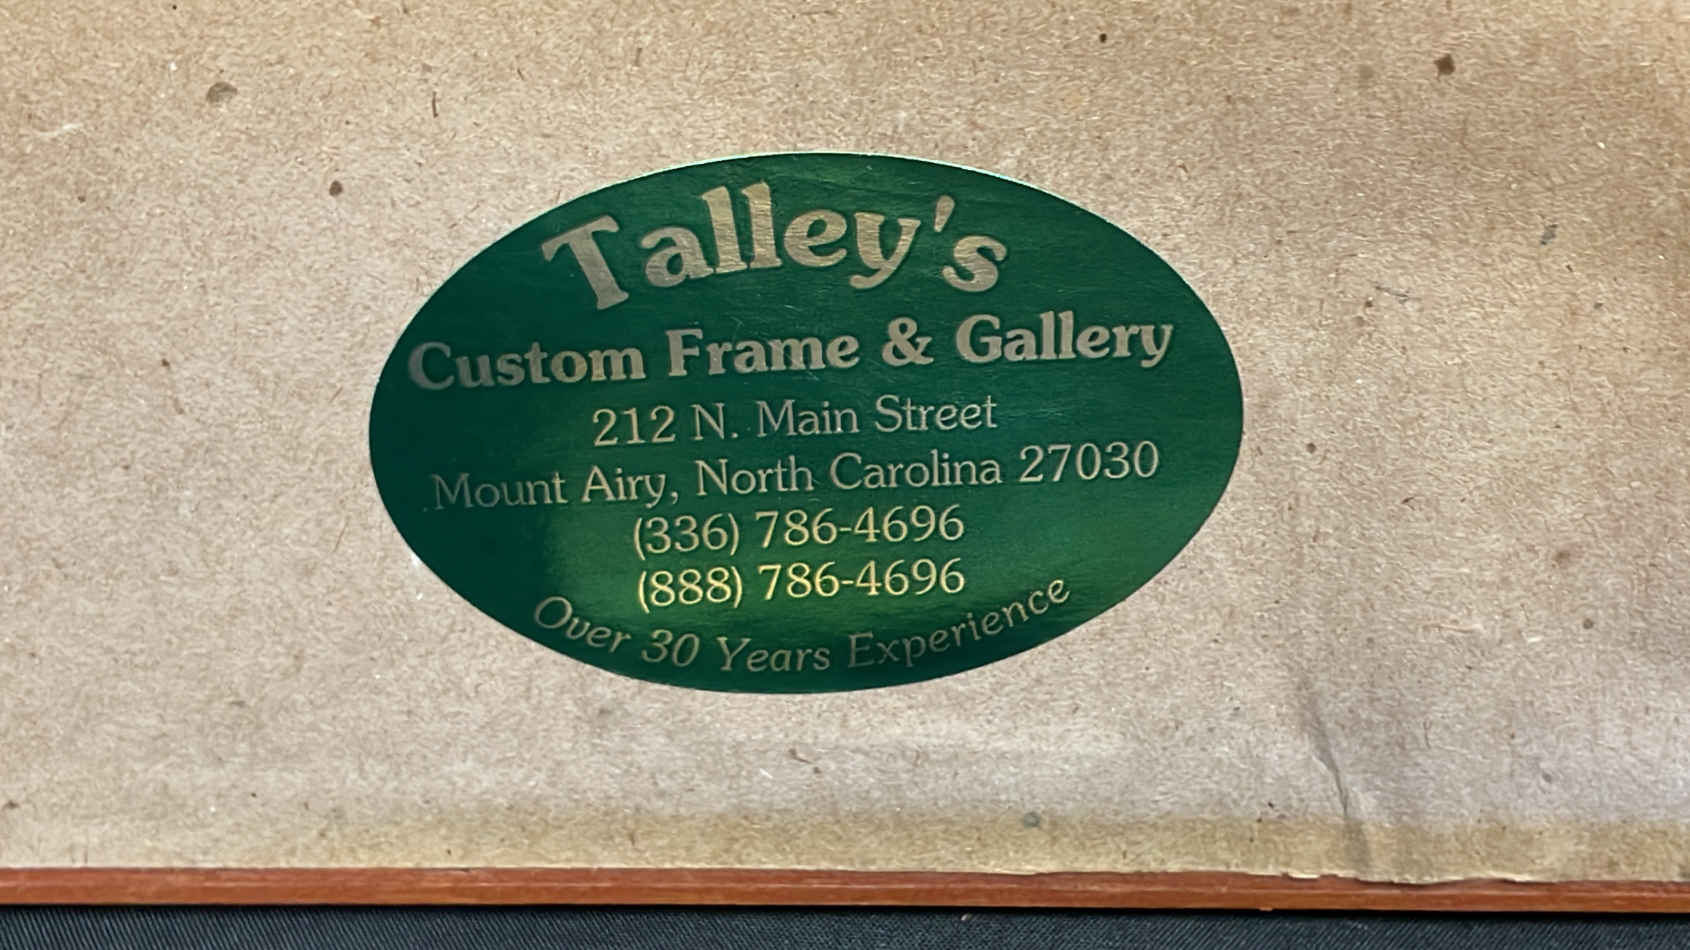 Talley's
Custom Frame & Gallery
212 N. Main Street
Mount Airy, North Carolina 27030
(336) 786-4696
(888) 786-4696
Over 30 Years Experience